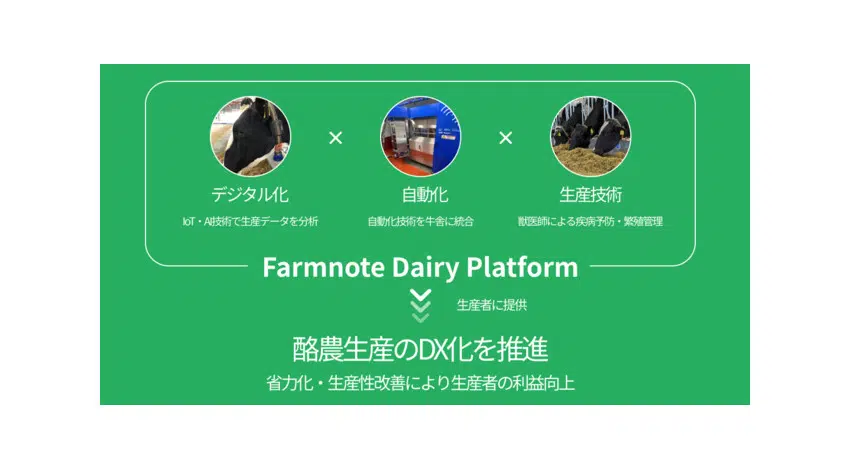 デジタル化 × 自動化 × 生産技術
IoT・AI技術で生産データを分析 自動化技術を牛舎に統合 獣医師による疾病予防・繁殖管理
Farmnote Dairy Platform
生産者に提供
酪農生産のDX化を推進
省力化・生産性改善により生産者の利益向上